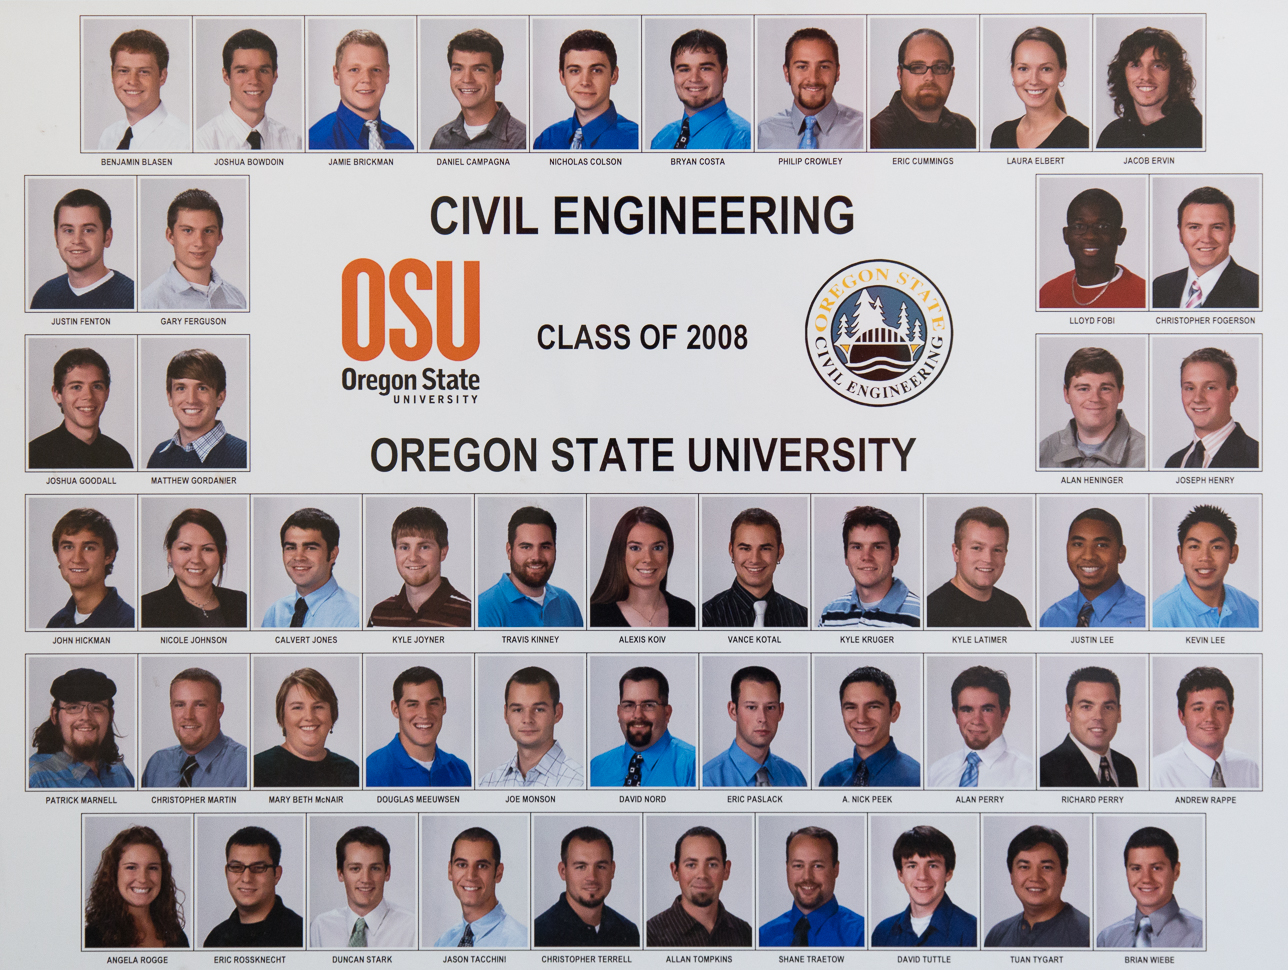 BENJAMIN BLASEN
JOSHUA BOWDOIN
JAMIE BRICKMAN
DANIEL CAMPAGNA
NICHOLAS COLSON
BRYAN COSTA
PHILIP CROWLEY
ERIC CUMMINGS
LAURA ELBERT
JACOB ERVIN
CIVIL ENGINEERING
JUSTIN FENTON
GARY FERGUSON
LLOYD FOBI
CHRISTOPHER FOGERSON
OSU
Oregon State
UNIVERSITY
CLASS OF 2008
OREGON STATE
CIVIL ENGINEERING
JOSHUA GOODALL
MATTHEW GORDANIER
ALAN HENINGER
JOSEPH HENRY
OREGON STATE UNIVERSITY
JOHN HICKMAN
NICOLE JOHNSON
CALVERT JONES
KYLE JOYNER
TRAVIS KINNEY
ALEXIS KOIV
VANCE KOTAL
KYLE KRUGER
KYLE LATIMER
JUSTIN LEE
KEVIN LEE
PATRICK MARNELL
CHRISTOPHER MARTIN
MARY BETH McNAIR
DOUGLAS MEEUWSEN
JOE MONSON
DAVID NORD
ERIC PASLACK
A. NICK PEEK
ALAN PERRY
RICHARD PERRY
ANDREW RAPPE
ANGELA ROGGE
ERIC ROSSKNECHT
DUNCAN STARK
JASON TACCHINI
CHRISTOPHER TERRELL
ALLAN TOMPKINS
SHANE TRAETOW
DAVID TUTTLE
TUAN TYGART
BRIAN WIEBE